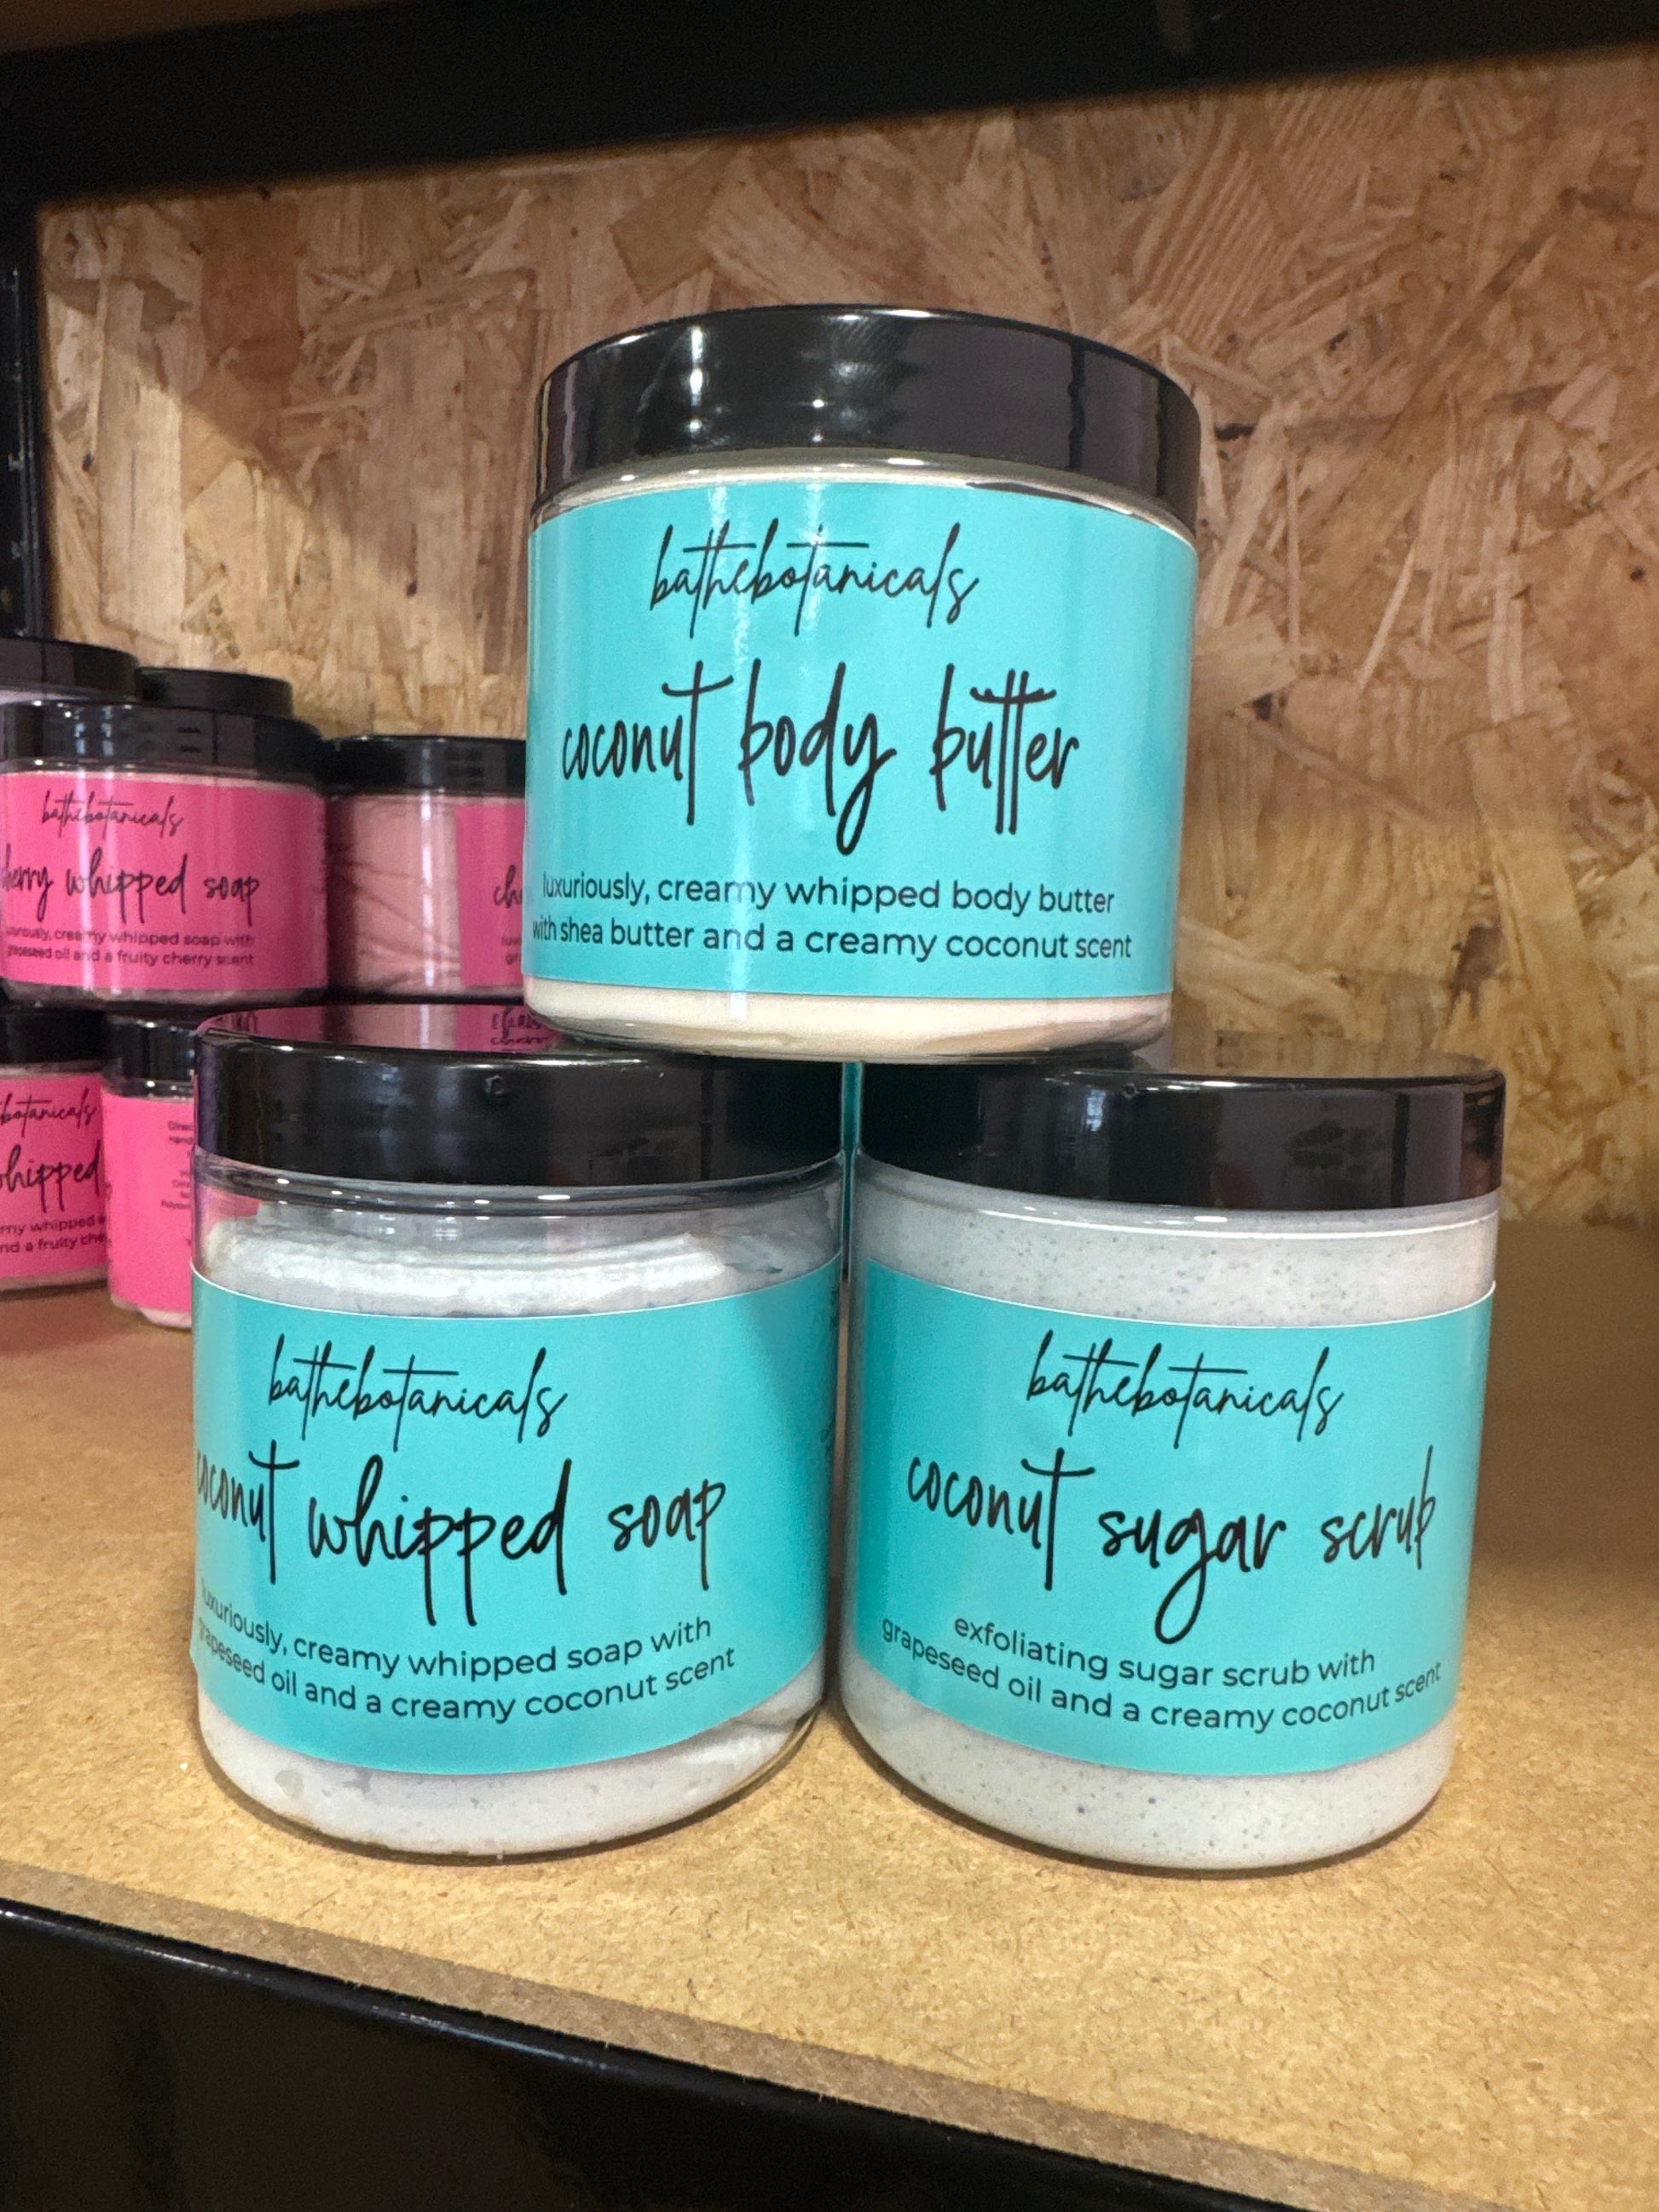 bathebotanicals
coconut body butter
luxuriously, creamy whipped body butter
with shea butter and a creamy coconut scent
bathebotanicals
coconut whipped soap
luxuriously, creamy whipped soap with
grapeseed oil and a creamy coconut scent
bathebotanicals
coconut sugar scrub
exfoliating sugar scrub with
grapeseed oil and a creamy coconut scent
bathebotanicals
cherry whipped soap
luxuriously, creamy whipped soap with
grapeseed oil and a fruity cherry scent
botanicals
whipped